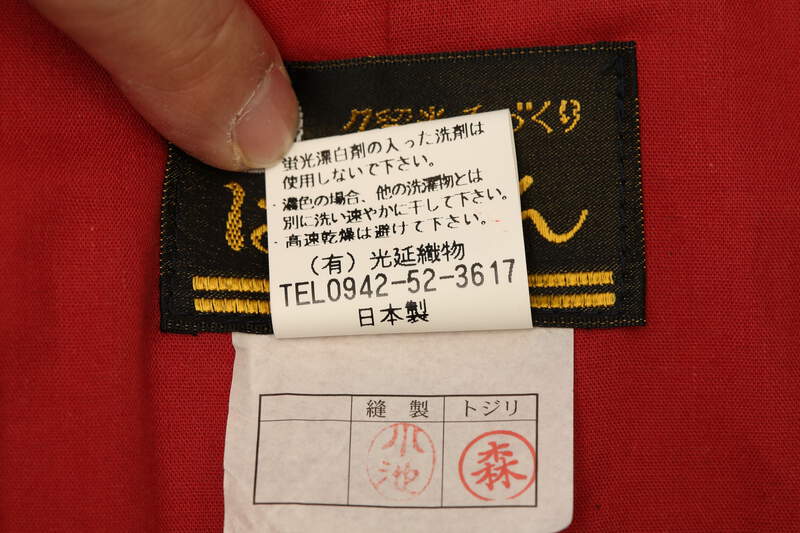 久留米手づくり
は
ん
蛍光漂白剤の入った洗剤は
使用しないで下さい。
・濃色の場合、他の洗濯物とは
別に洗い速やかに干して下さい。
・高速乾燥は避けて下さい。
(有)光延織物
TEL0942-52-3617
日本製
縫 製 トジリ
小池 森